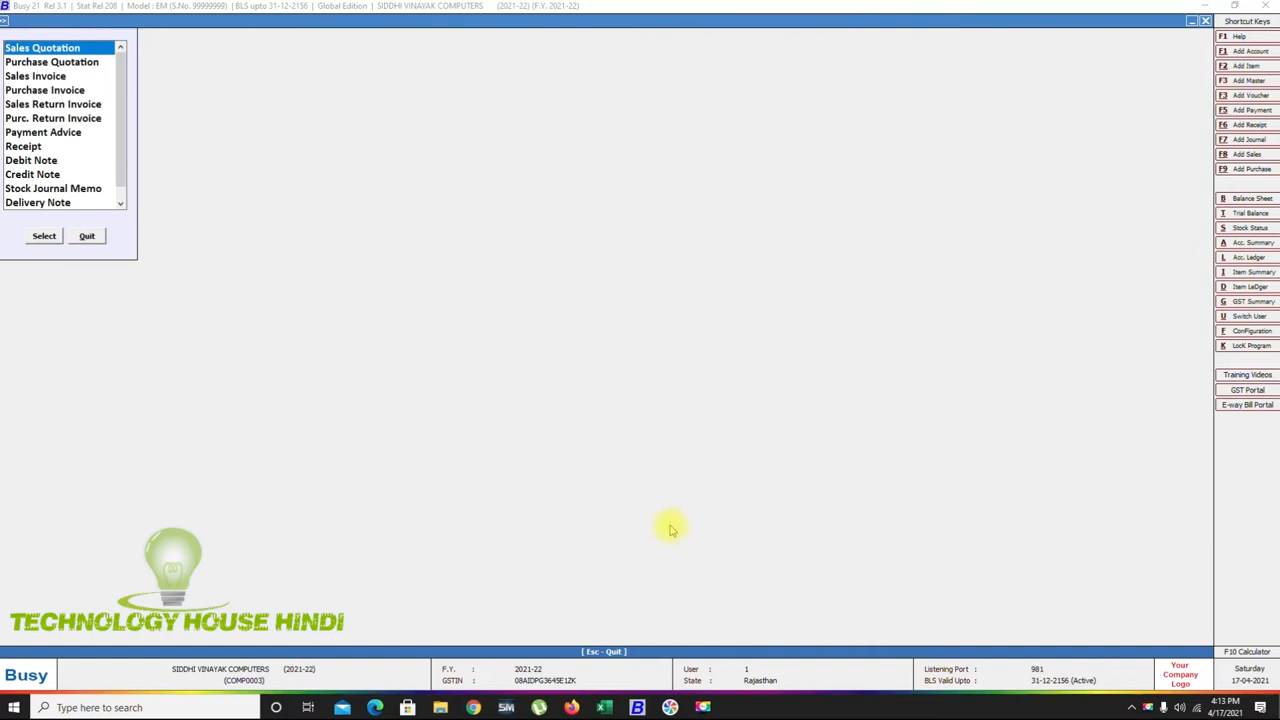 Busy 21 Rel 3.1 | Stat Rel 208 | Model : EM (S.No. 99999999) | BLS upto 31-12-2156 | Global Edition | SIDDHI VINAYAK COMPUTERS (2021-22) (F.Y. 2021-22)
>>
Shortcut Keys
Sales Quotation
Purchase Quotation
Sales Invoice
Purchase Invoice
Sales Return Invoice
Purc. Return Invoice
Payment Advice
Receipt
Debit Note
Credit Note
Stock Journal Memo
Delivery Note
Select Quit
F1 Help
F1 Add Account
F2 Add Item
F3 Add Master
F3 Add Voucher
F5 Add Payment
F6 Add Receipt
F7 Add Journal
F8 Add Sales
F9 Add Purchase
B Balance Sheet
T Trial Balance
S Stock Status
A Acc. Summary
L Acc. Ledger
I Item Summary
D Item LeDger
G GST Summary
U Switch User
F ConFiguration
K LocK Program
Training Videos
GST Portal
E-way Bill Portal
TECHNOLOGY HOUSE HINDI
[ Esc - Quit ]
F10 Calculator
Busy
SIDDHI VINAYAK COMPUTERS (2021-22)
(COMP0003)
F.Y. : 2021-22
GSTIN : 08AIDPG3645E1ZK
User : 1
State : Rajasthan
Listening Port : 981
BLS Valid Upto : 31-12-2156 (Active)
Your
Company
Logo
Saturday
17-04-2021
Type here to search
SM
4:13 PM
4/17/2021